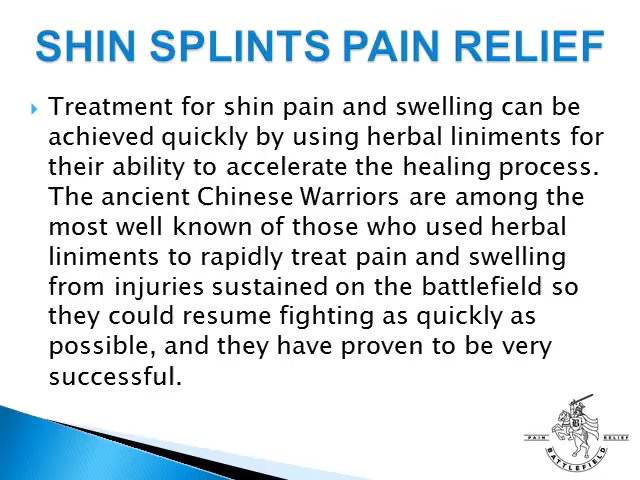 SHIN SPLINTS PAIN RELIEF
Treatment for shin pain and swelling can be
achieved quickly by using herbal liniments for
their ability to accelerate the healing process.
The ancient Chinese Warriors are among the
most well known of those who used herbal
liniments to rapidly treat pain and swelling
from injuries sustained on the battlefield so
they could resume fighting as quickly as
possible, and they have proven to be very
successful.
B
PAIN RELIEF
BATTLEFIELD